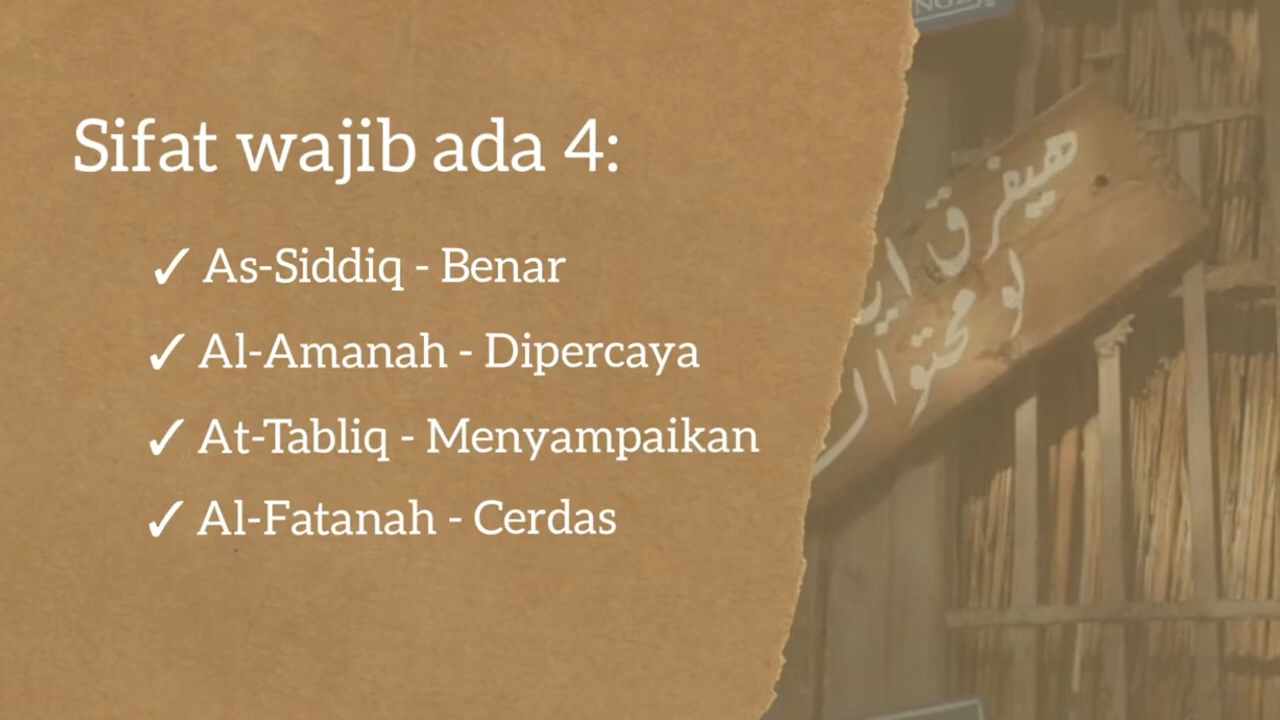 Sifat wajib ada 4:
✓ As-Siddiq - Benar
✓ Al-Amanah - Dipercaya
✓ At-Tabliq - Menyampaikan
✓ Al-Fatanah - Cerdas